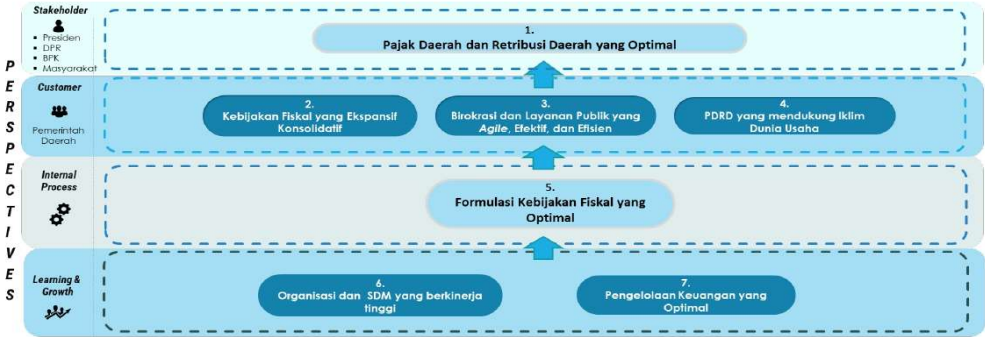 PERSPECTIVES
Stakeholder
▪ Presiden
▪ DPR
▪ BPK
▪ Masyarakat
1.
Pajak Daerah dan Retribusi Daerah yang Optimal
Customer
Pemerintah
Daerah
2.
Kebijakan Fiskal yang Ekspansif
Konsolidatif
3.
Birokrasi dan Layanan Publik yang
Agile, Efektif, dan Efisien
4.
PDRD yang mendukung Iklim
Dunia Usaha
Internal
Process
5.
Formulasi Kebijakan Fiskal yang
Optimal
Learning &
Growth
6.
Organisasi dan SDM yang berkinerja
tinggi
7.
Pengelolaan Keuangan yang
Optimal